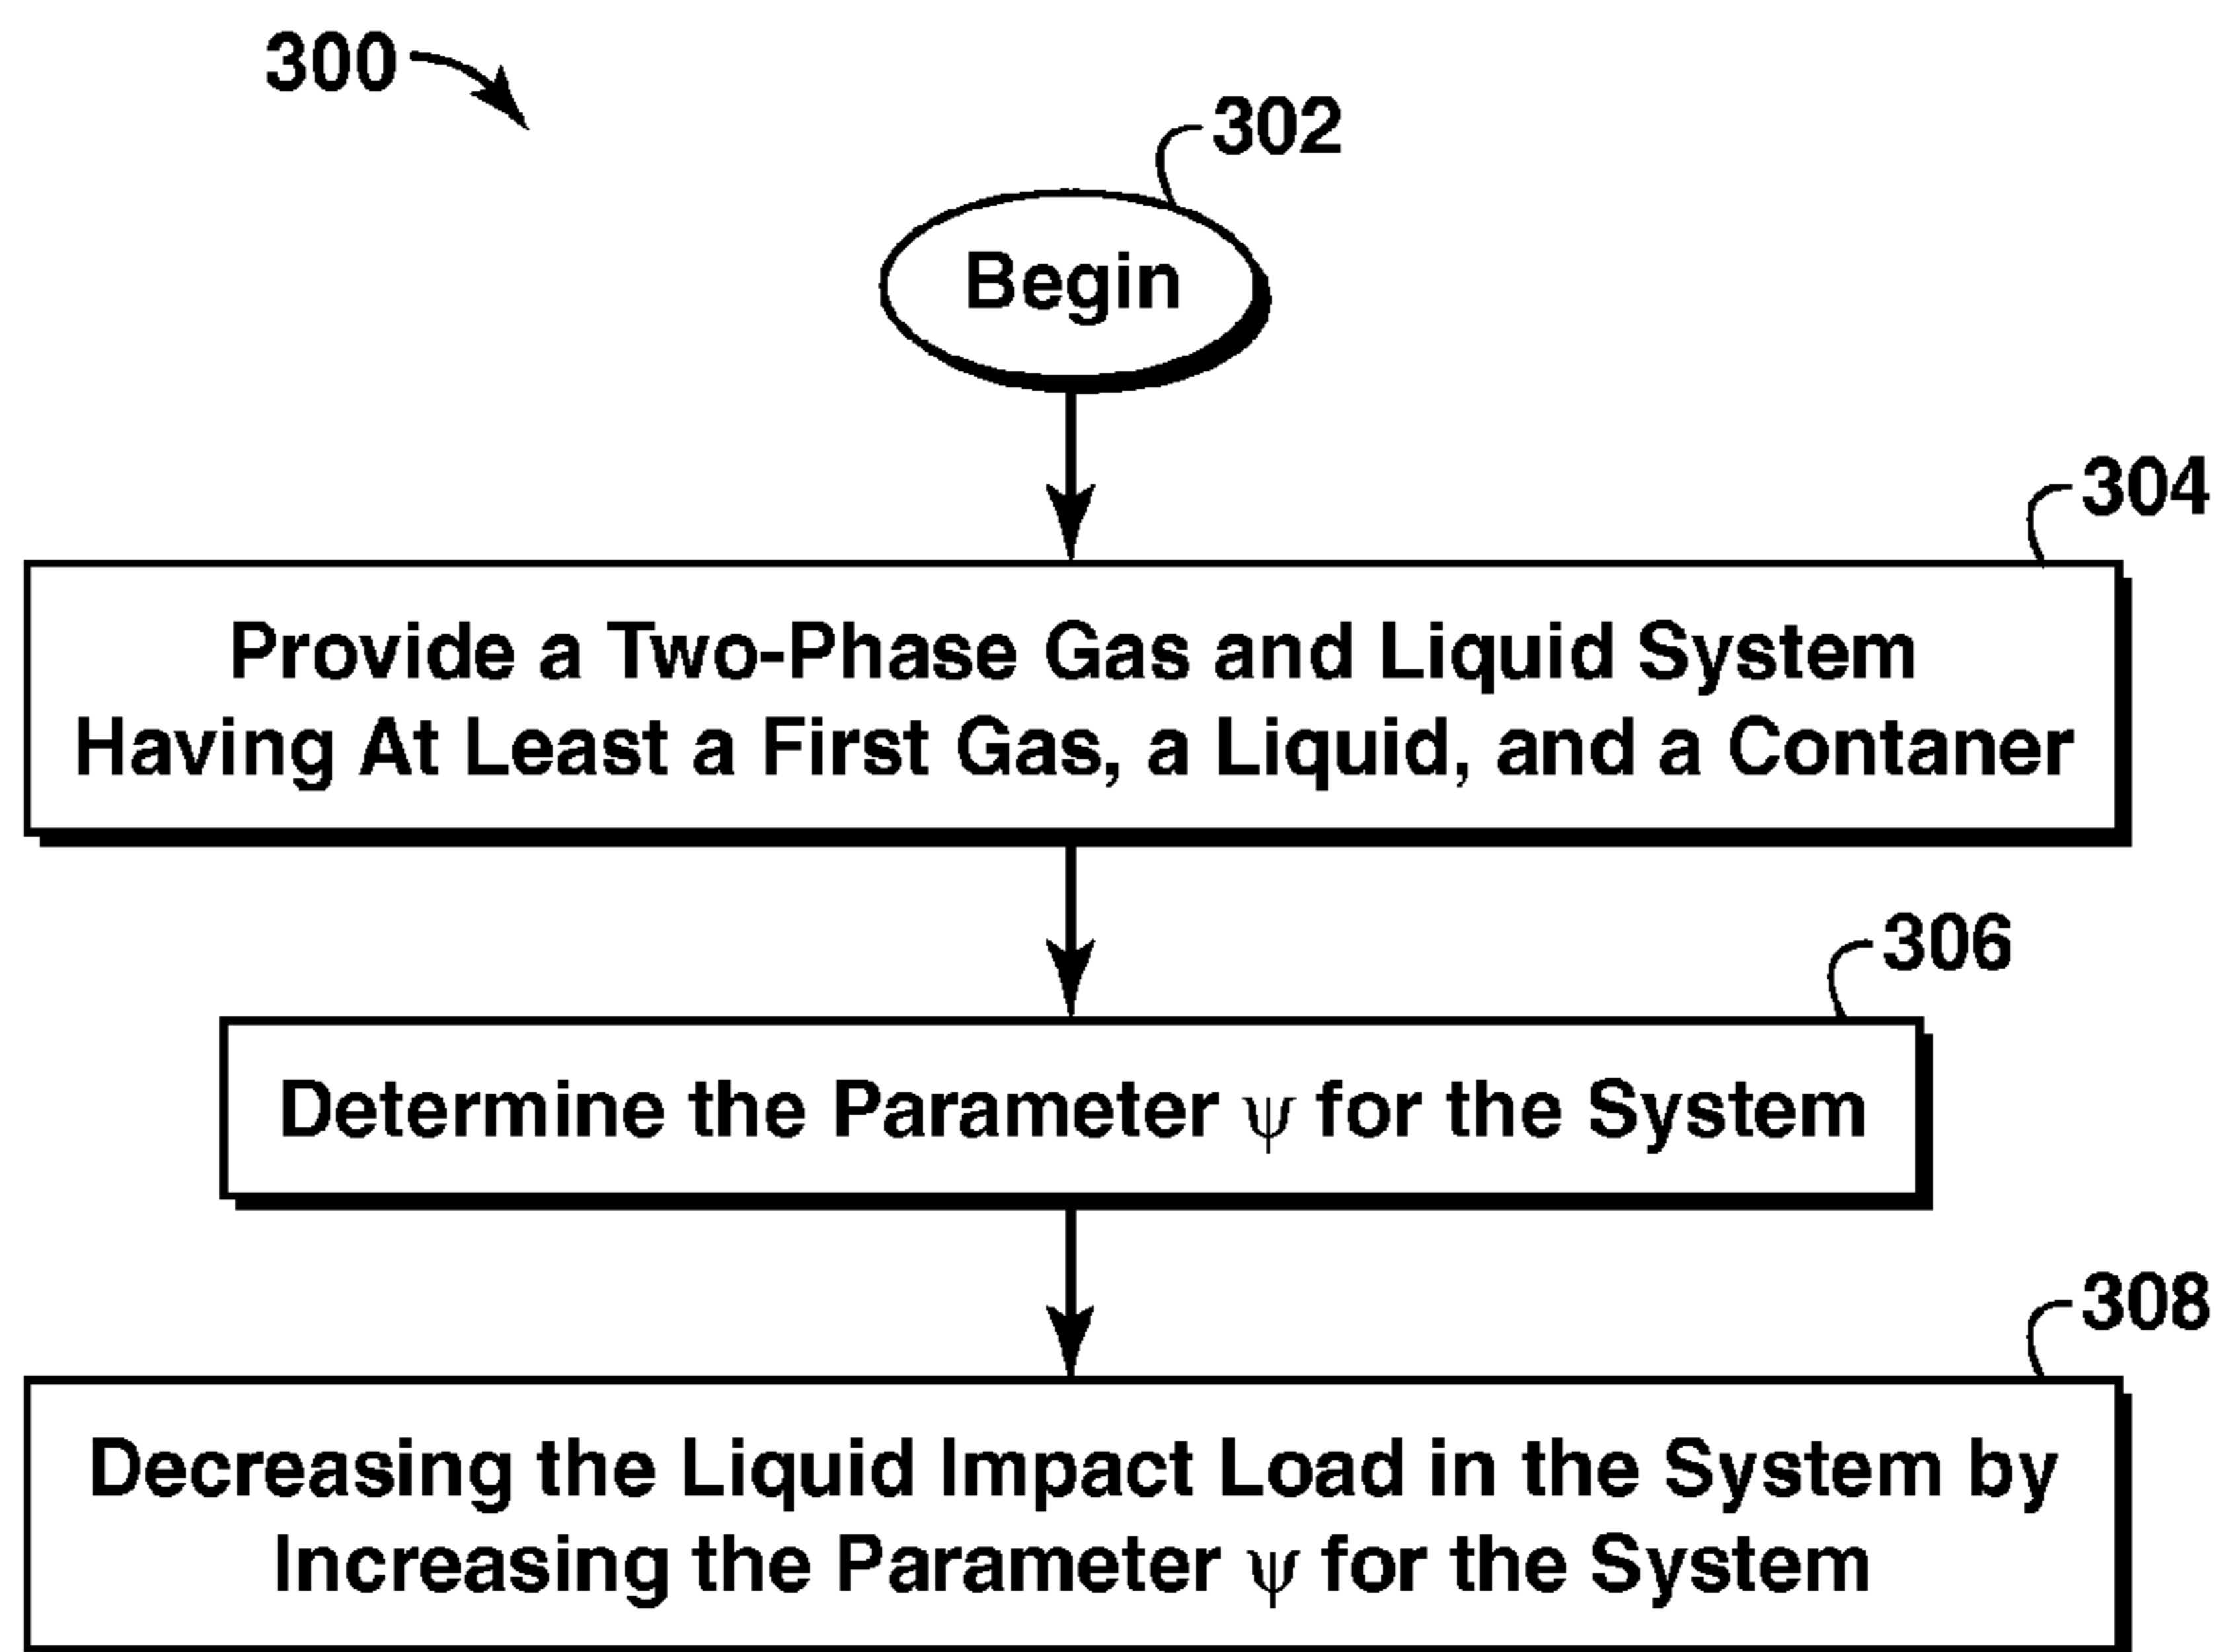 300
302
Begin
304
Provide a Two-Phase Gas and Liquid System
Having At Least a First Gas, a Liquid, and a Contaner
306
Determine the Parameter ψ for the System
308
Decreasing the Liquid Impact Load in the System by
Increasing the Parameter ψ for the System